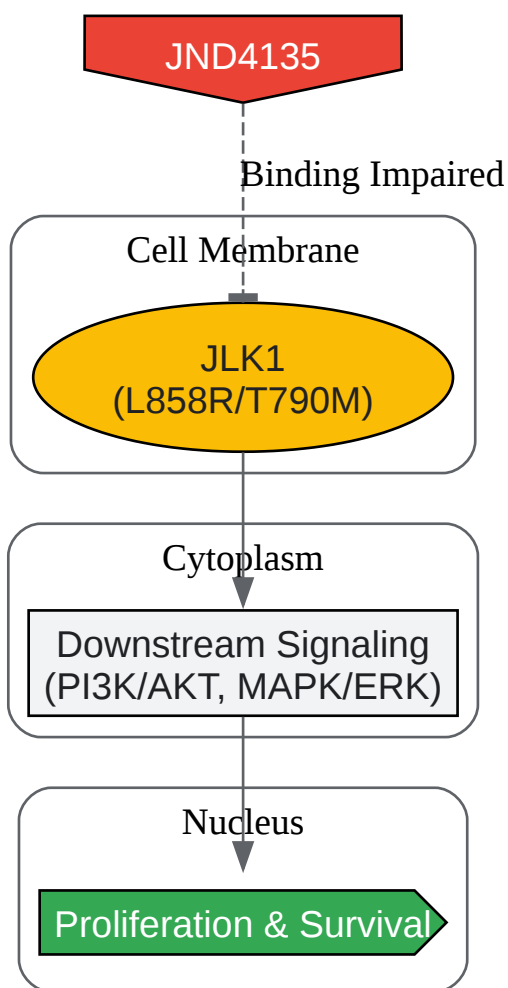 JND4135
Binding Impaired
Cell Membrane
JLK1
(L858R/T790M)
Cytoplasm
Downstream Signaling
(PI3K/AKT, MAPK/ERK)
Nucleus
Proliferation & Survival